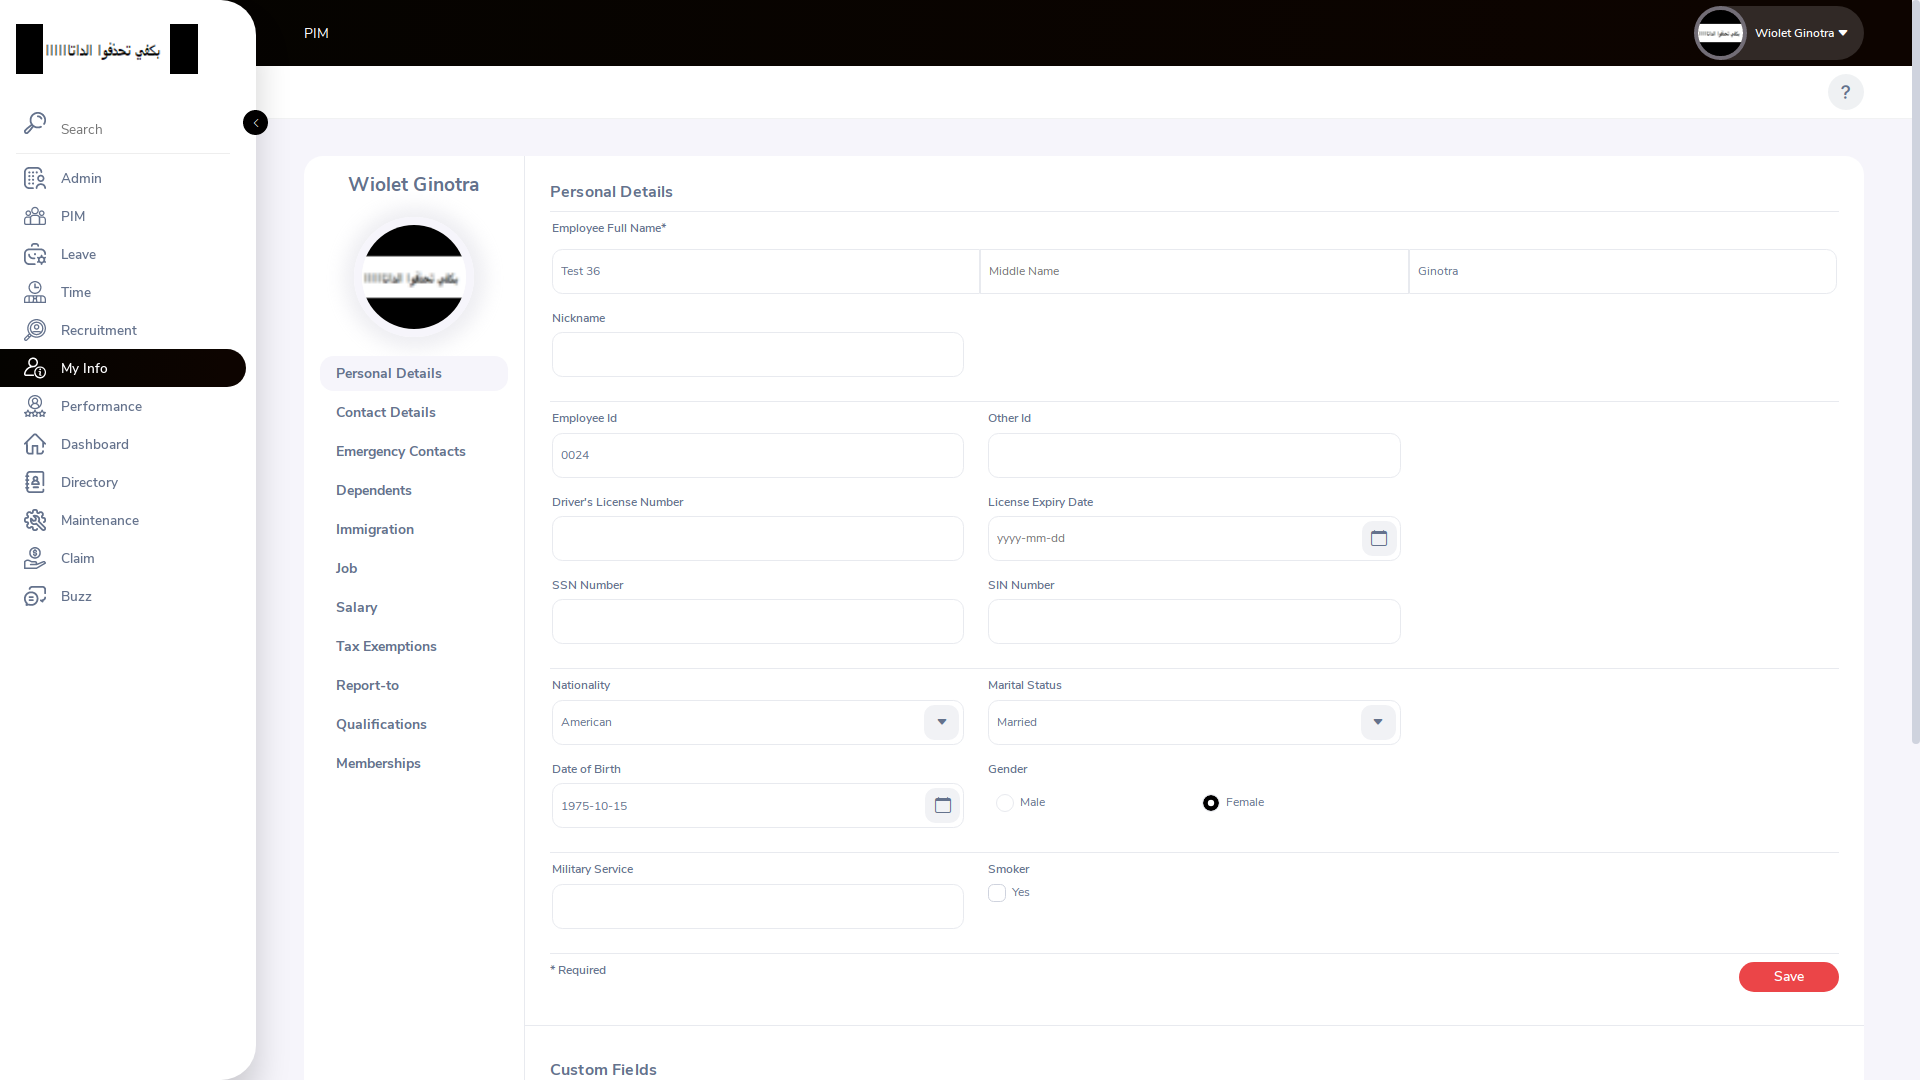 بكفي تحذفوا الداتااااااا
Search
Admin
PIM
Leave
Time
Recruitment
My Info
Performance
Dashboard
Directory
Maintenance
Claim
Buzz
PIM
Wiolet Ginotra
?
Wiolet Ginotra
Personal Details
Contact Details
Emergency Contacts
Dependents
Immigration
Job
Salary
Tax Exemptions
Report-to
Qualifications
Memberships
Personal Details
Employee Full Name*
Test 36 Middle Name Ginotra
Nickname
Employee Id Other Id
0024
Driver's License Number License Expiry Date
yyyy-mm-dd
SSN Number SIN Number
Nationality Marital Status
American Married
Date of Birth Gender
1975-10-15 Male Female
Military Service Smoker
Yes
* Required
Save
Custom Fields